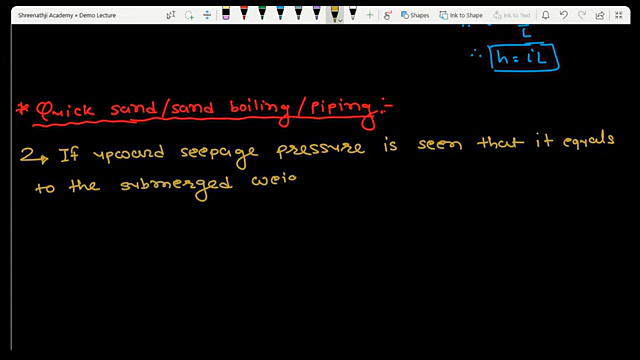 Shreenathji Academy • Demo Lecture
Shapes
Ink to Shape
Ink to Text
L
∴ h = iL
* Quick sand/sand boiling/piping :-
2→ If upward seepage pressure is seen that it equals
to the submerged weig